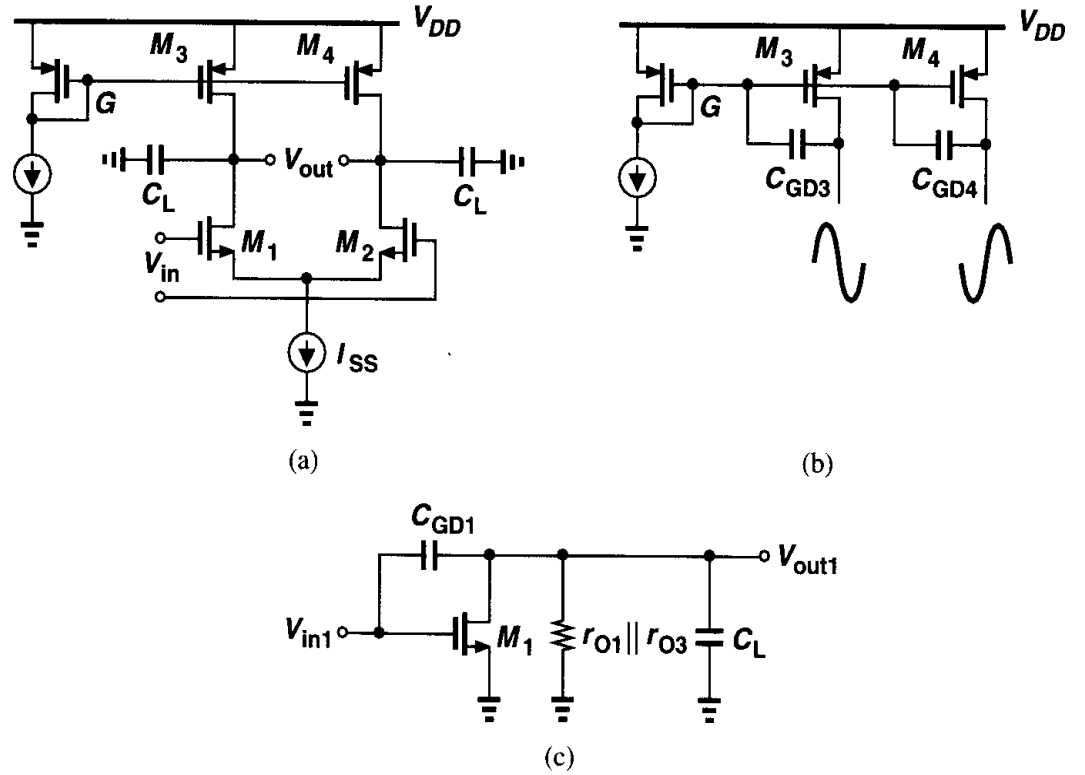 V_DD
M_3
M_4
G
V_out
C_L
C_L
M_1
M_2
V_in
I_SS
(a)
V_DD
M_3
M_4
G
C_GD3
C_GD4
(b)
C_GD1
V_out1
V_in1
M_1
r_O1 || r_O3
C_L
(c)